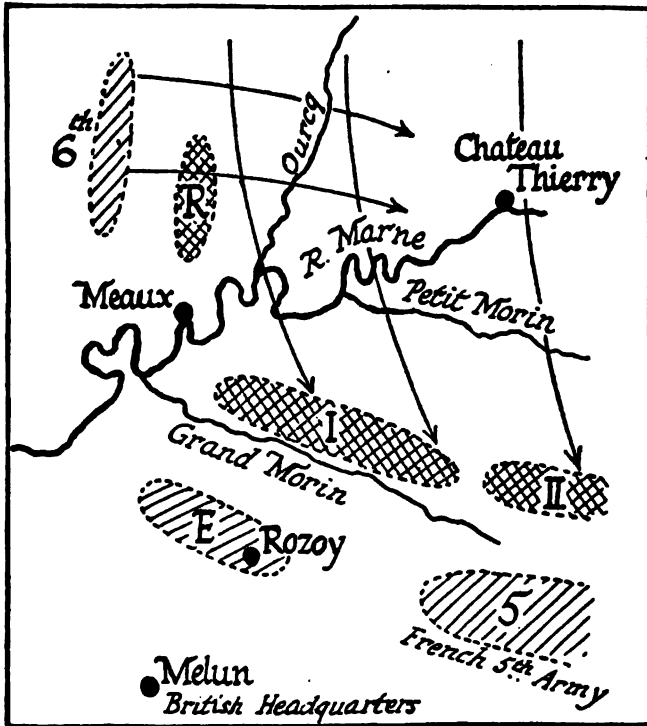 6th
R
Ourcq
Chateau
Thierry
R. Marne
Meaux
Petit Morin
I
Grand Morin
II
E
Rozoy
5
French 5th Army
Melun
British Headquarters